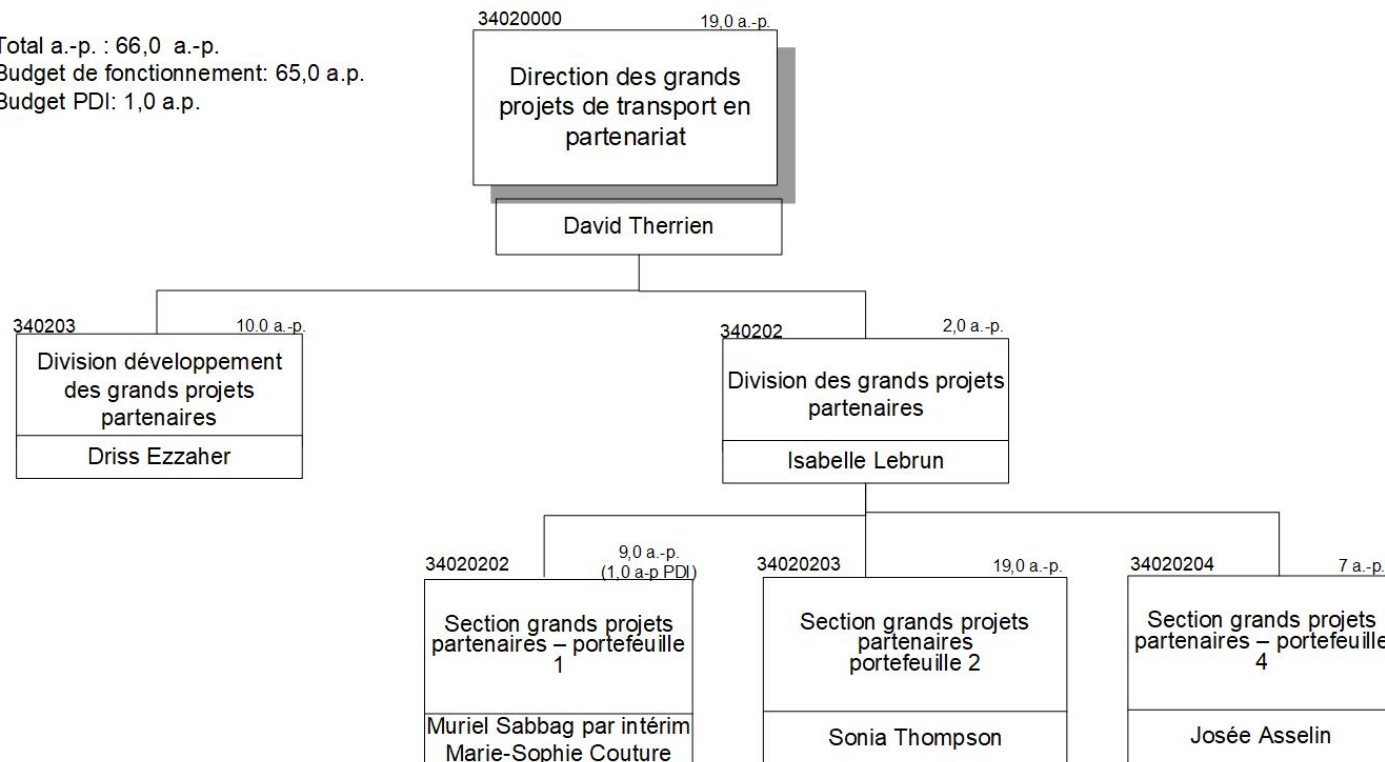 Total a.-p. : 66,0 a.-p.
Budget de fonctionnement: 65,0 a.p.
Budget PDI: 1,0 a.p.
34020000
19,0 a.-p.
Direction des grands
projets de transport en
partenariat
David Therrien
340203
10.0 a.-p.
Division développement
des grands projets
partenaires
Driss Ezzaher
340202
2,0 a.-p.
Division des grands projets
partenaires
Isabelle Lebrun
34020202
9,0 a.-p.
(1,0 a-p PDI)
Section grands projets
partenaires – portefeuille
1
Muriel Sabbag par intérim
Marie-Sophie Couture
34020203
19,0 a.-p.
Section grands projets
partenaires
portefeuille 2
Sonia Thompson
34020204
7 a.-p.
Section grands projets
partenaires – portefeuille
4
Josée Asselin